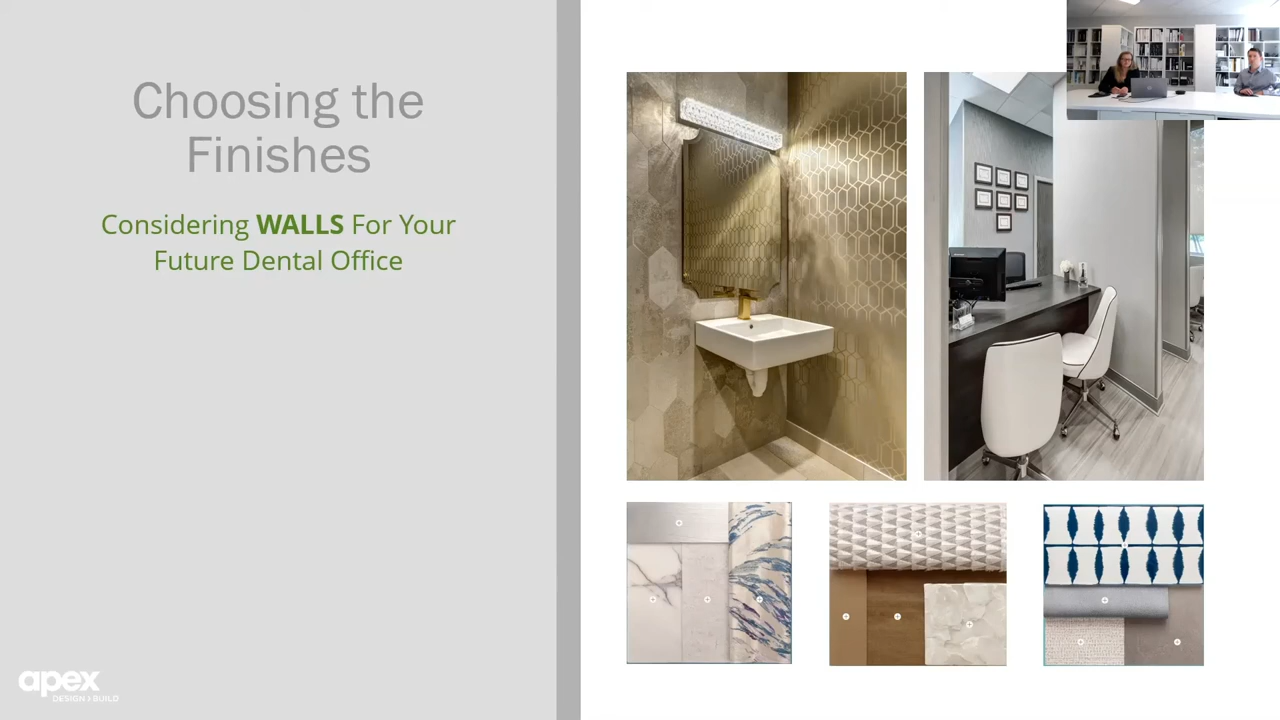 Choosing the
Finishes
Considering WALLS For Your
Future Dental Office
apex
DESIGN & BUILD